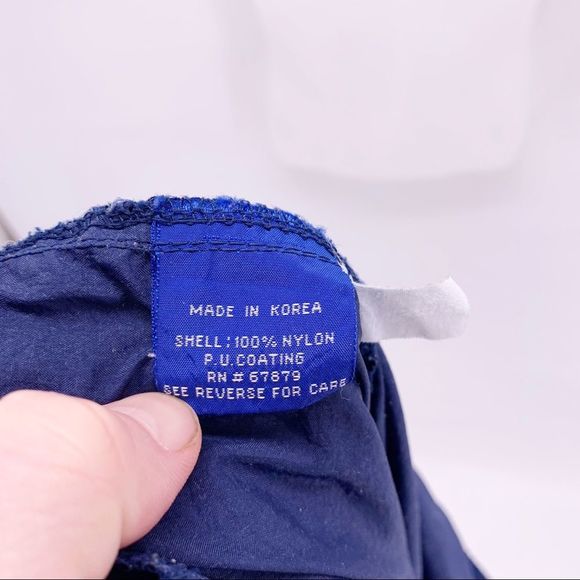 MADE IN KOREA
SHELL: 100% NYLON
P.U.COATING
RN # 67879
SEE REVERSE FOR CARE